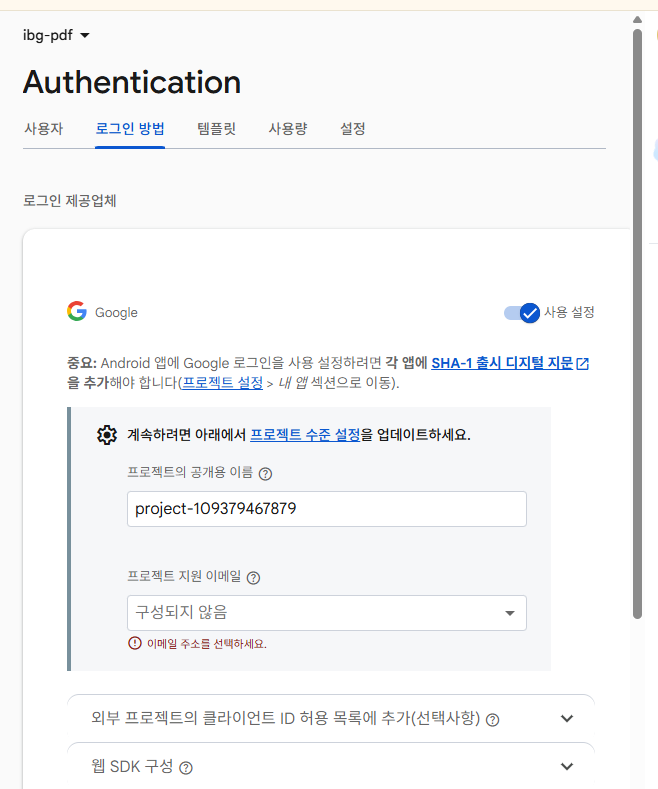 ibg-pdf
Authentication
사용자 로그인 방법 템플릿 사용량 설정
로그인 제공업체
Google 사용 설정
중요: Android 앱에 Google 로그인을 사용 설정하려면 각 앱에 SHA-1 출시 디지털 지문
을 추가해야 합니다(프로젝트 설정 > 내 앱 섹션으로 이동).
계속하려면 아래에서 프로젝트 수준 설정을 업데이트하세요.
프로젝트의 공개용 이름
project-109379467879
프로젝트 지원 이메일
구성되지 않음
이메일 주소를 선택하세요.
외부 프로젝트의 클라이언트 ID 허용 목록에 추가(선택사항)
웹 SDK 구성